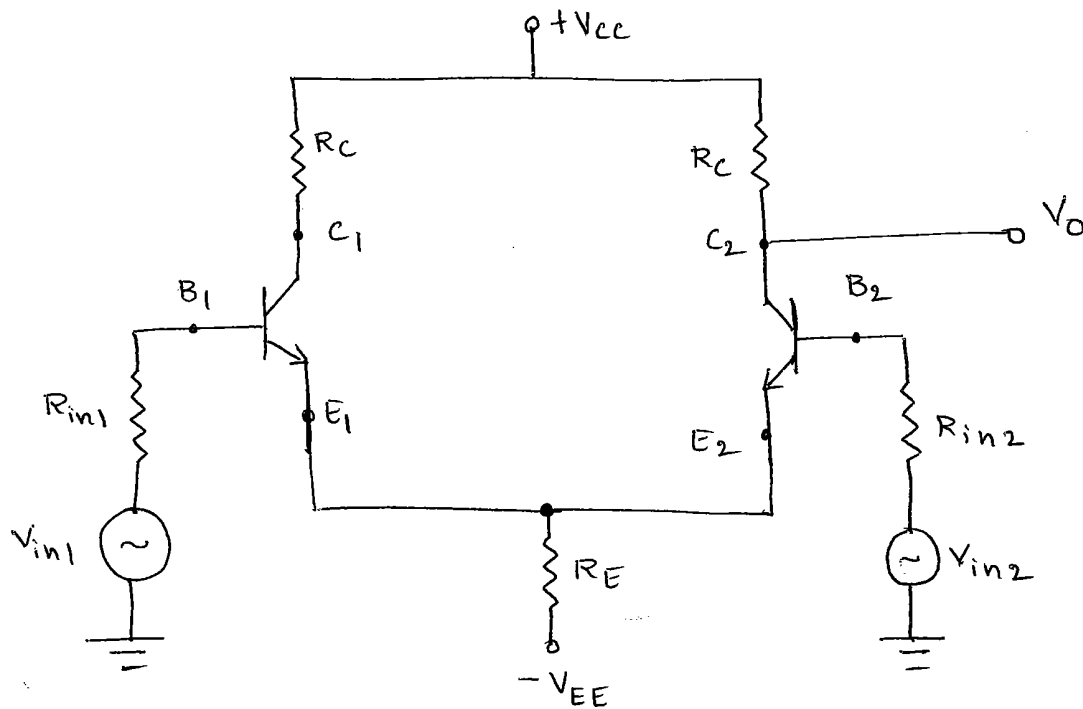 +VCC
RC
RC
C1
C2
VO
B1
B2
Rin1
E1
E2
Rin2
Vin1
~
RE
~
Vin2
-VEE